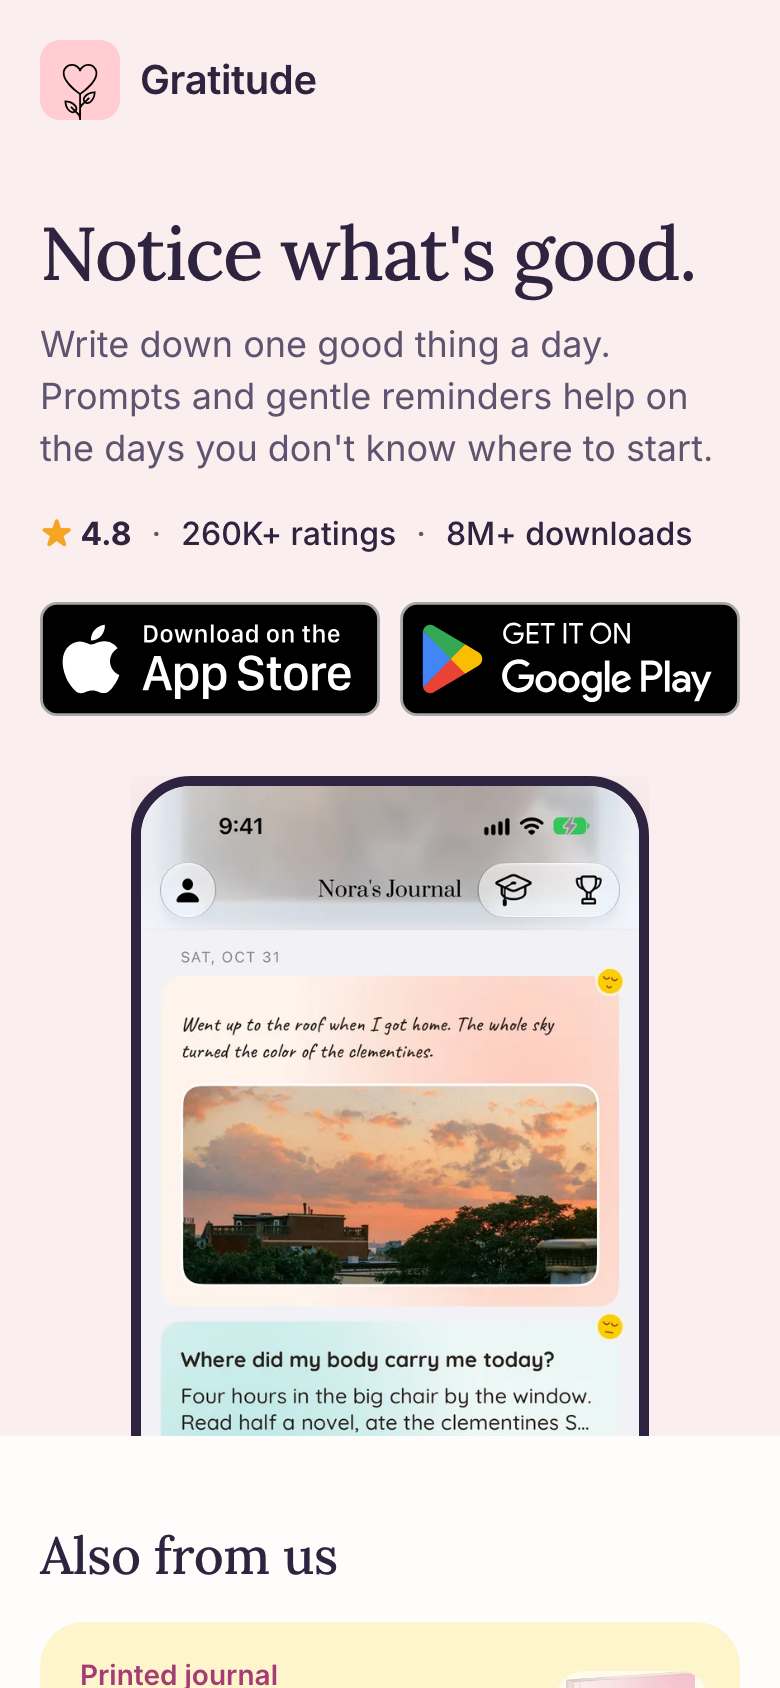 Gratitude
Notice what's good.
Write down one good thing a day.
Prompts and gentle reminders help on
the days you don't know where to start.
4.8 · 260K+ ratings · 8M+ downloads
Download on the
App Store
GET IT ON
Google Play
9:41
Nora's Journal
SAT, OCT 31
Went up to the roof when I got home. The whole sky
turned the color of the clementines.
Where did my body carry me today?
Four hours in the big chair by the window.
Read half a novel, ate the clementines S...
Also from us
Printed journal